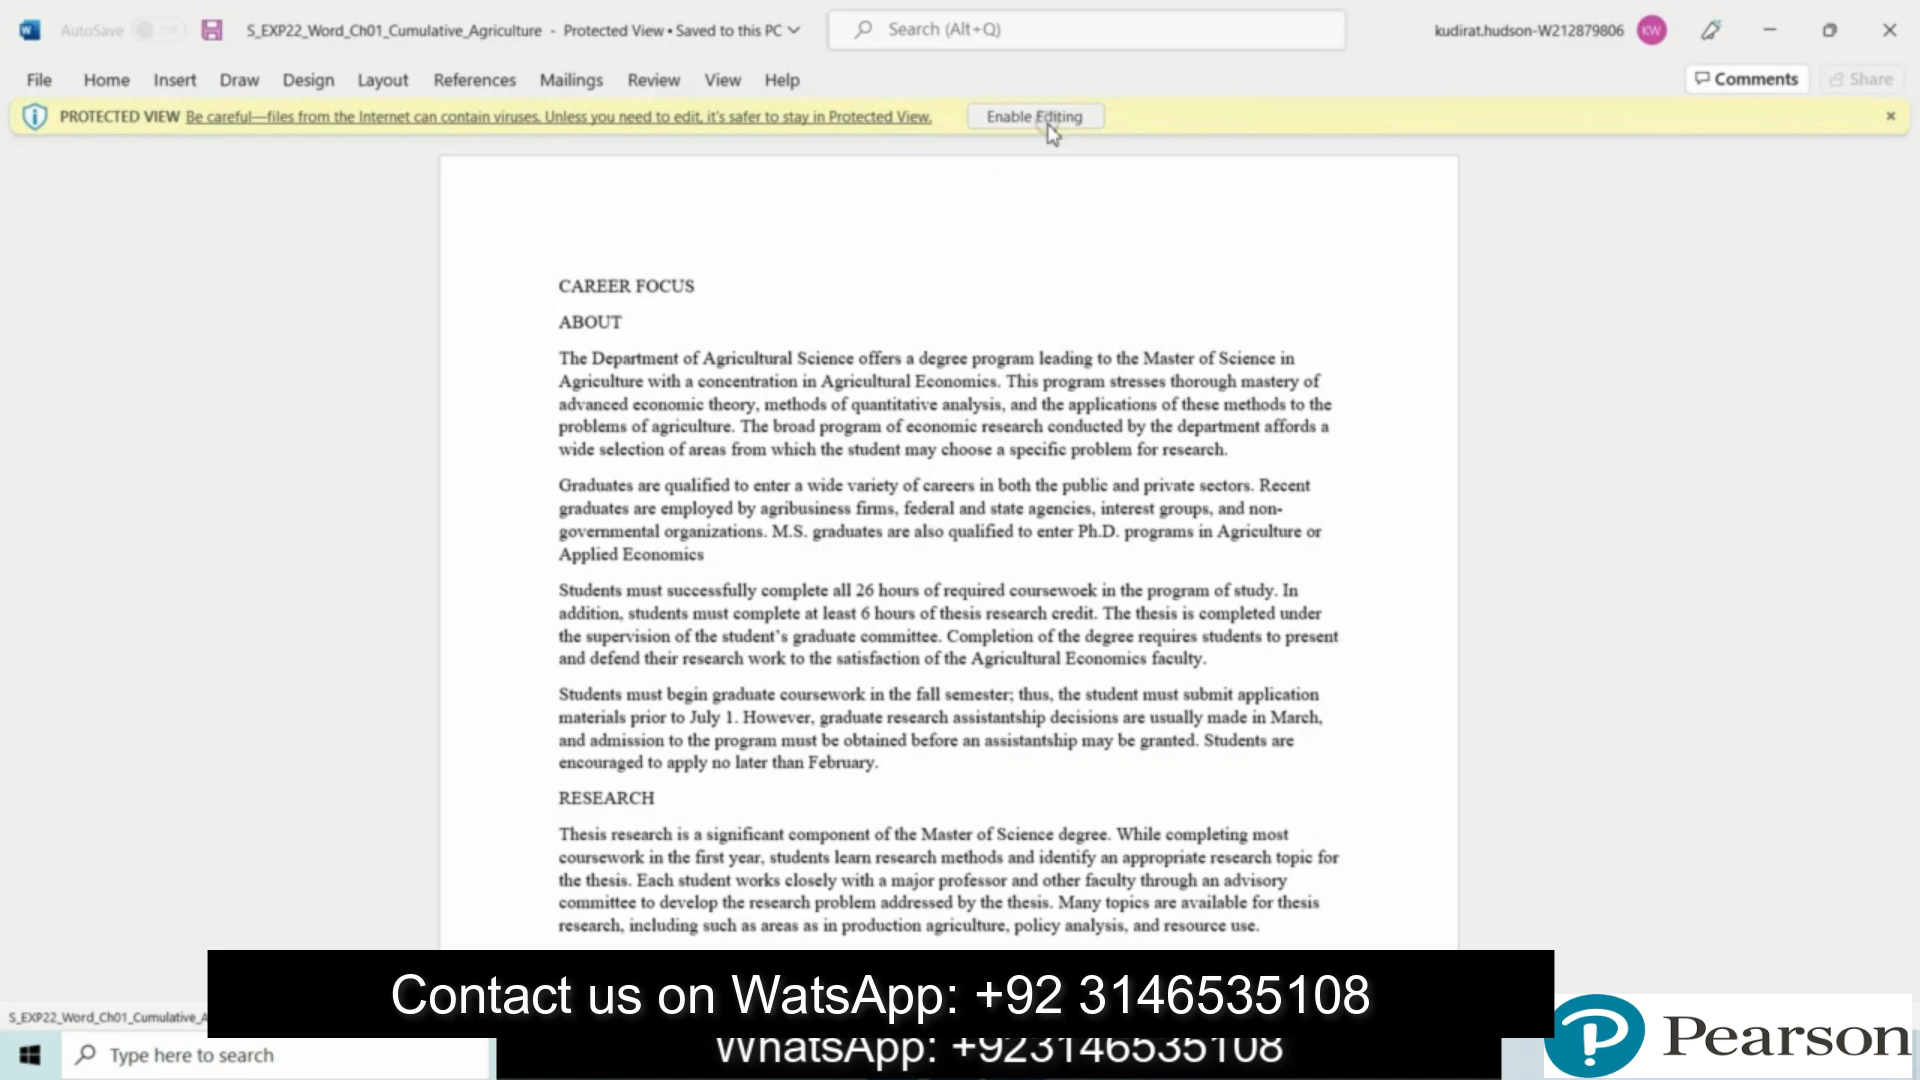 AutoSave Off S_EXP22_Word_Ch01_Cumulative_Agriculture - Protected View • Saved to this PC Search (Alt+Q) kudirat.hudson-W212879806 KW
File Home Insert Draw Design Layout References Mailings Review View Help Comments Share
PROTECTED VIEW Be careful—files from the Internet can contain viruses. Unless you need to edit, it's safer to stay in Protected View. Enable Editing
CAREER FOCUS
ABOUT
The Department of Agricultural Science offers a degree program leading to the Master of Science in
Agriculture with a concentration in Agricultural Economics. This program stresses thorough mastery of
advanced economic theory, methods of quantitative analysis, and the applications of these methods to the
problems of agriculture. The broad program of economic research conducted by the department affords a
wide selection of areas from which the student may choose a specific problem for research.
Graduates are qualified to enter a wide variety of careers in both the public and private sectors. Recent
graduates are employed by agribusiness firms, federal and state agencies, interest groups, and non-
governmental organizations. M.S. graduates are also qualified to enter Ph.D. programs in Agriculture or
Applied Economics
Students must successfully complete all 26 hours of required coursewoek in the program of study. In
addition, students must complete at least 6 hours of thesis research credit. The thesis is completed under
the supervision of the student's graduate committee. Completion of the degree requires students to present
and defend their research work to the satisfaction of the Agricultural Economics faculty.
Students must begin graduate coursework in the fall semester; thus, the student must submit application
materials prior to July 1. However, graduate research assistantship decisions are usually made in March,
and admission to the program must be obtained before an assistantship may be granted. Students are
encouraged to apply no later than February.
RESEARCH
Thesis research is a significant component of the Master of Science degree. While completing most
coursework in the first year, students learn research methods and identify an appropriate research topic for
the thesis. Each student works closely with a major professor and other faculty through an advisory
committee to develop the research problem addressed by the thesis. Many topics are available for thesis
research, including such as areas as in production agriculture, policy analysis, and resource use.
Contact us on WatsApp: +92 3146535108
S_EXP22_Word_Ch01_Cumulative_A
WhatsApp: +923146535108
Type here to search
Pearson